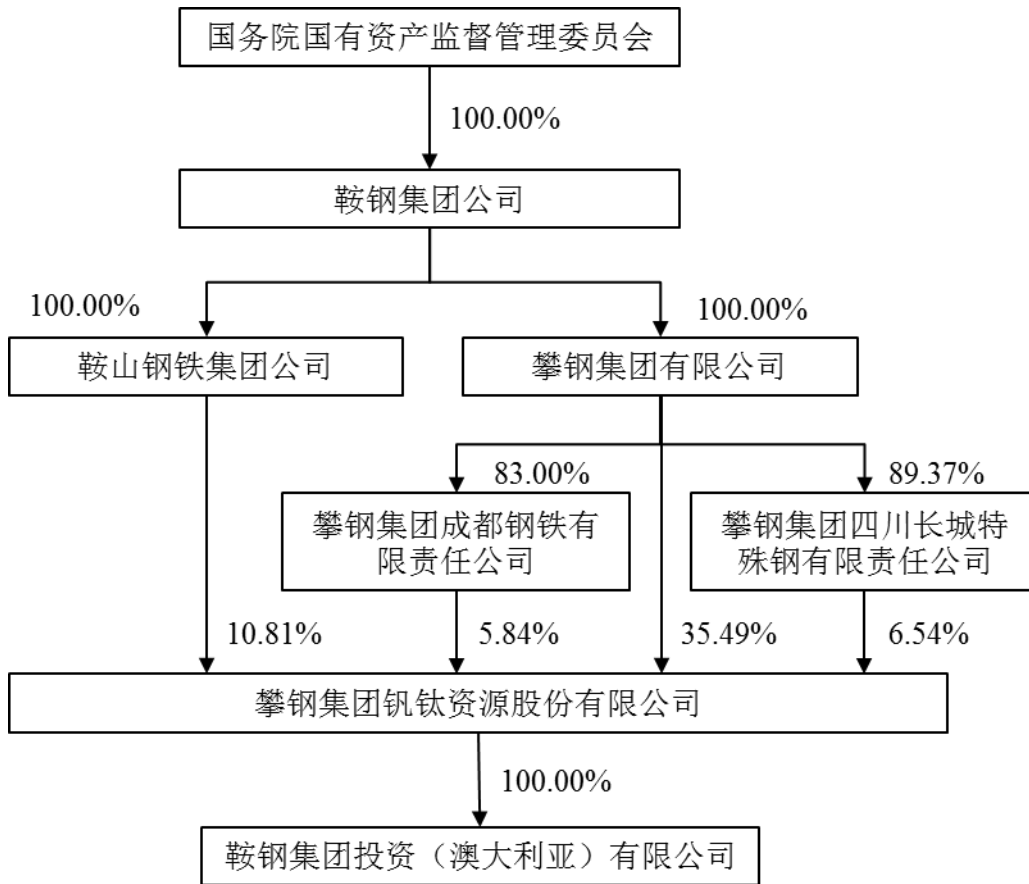 国务院国有资产监督管理委员会
100.00%
鞍钢集团公司
100.00%
100.00%
鞍山钢铁集团公司
攀钢集团有限公司
83.00%
89.37%
攀钢集团成都钢铁有
限责任公司
攀钢集团四川长城特
殊钢有限责任公司
10.81%
5.84%
35.49%
6.54%
攀钢集团钒钛资源股份有限公司
100.00%
鞍钢集团投资（澳大利亚）有限公司